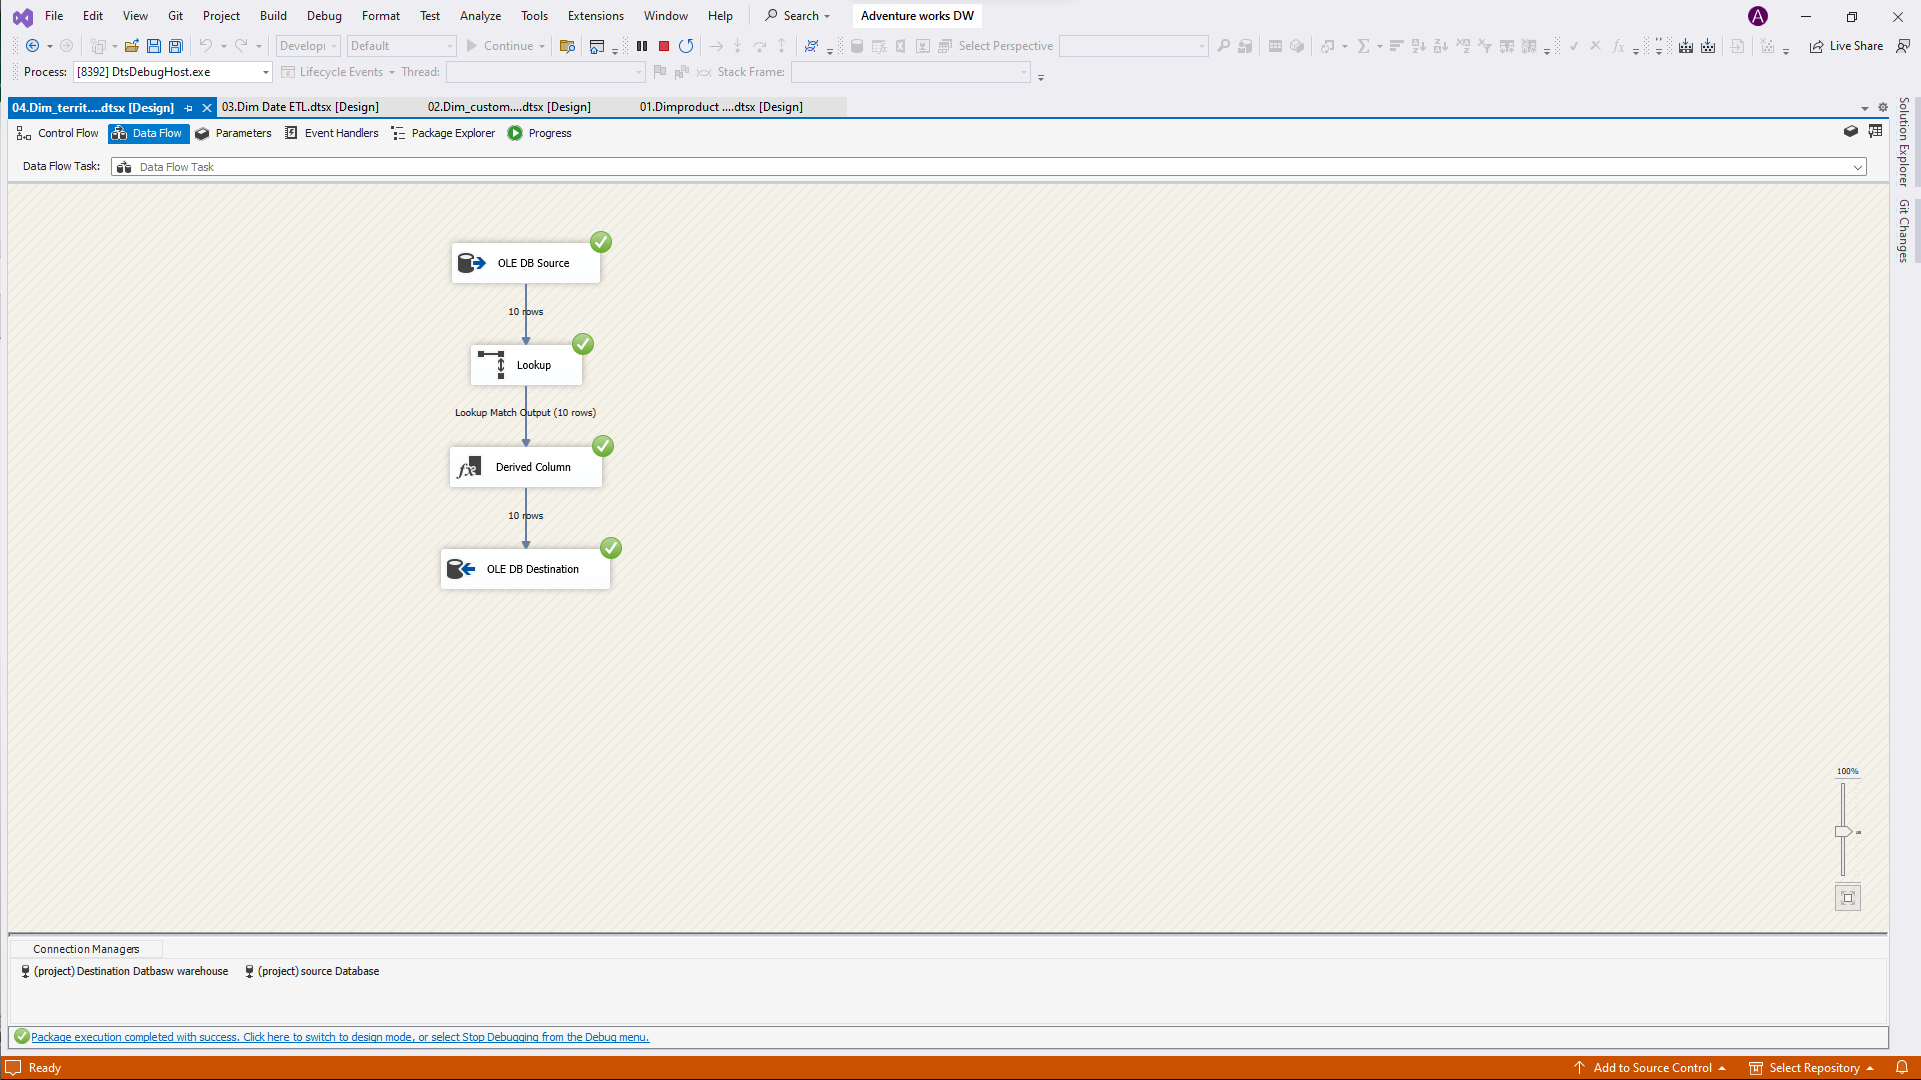 File Edit View Git Project Build Debug Format Test Analyze Tools Extensions Window Help Search Adventure works DW A
Develop Default Continue Select Perspective Live Share
Process: [8392] DtsDebugHost.exe Lifecycle Events Thread: Stack Frame:
04.Dim_territ....dtsx [Design] 03.Dim Date ETL.dtsx [Design] 02.Dim_custom....dtsx [Design] 01.Dimproduct ....dtsx [Design]
Control Flow Data Flow Parameters Event Handlers Package Explorer Progress
Data Flow Task: Data Flow Task
Solution Explorer
Git Changes
OLE DB Source
10 rows
Lookup
Lookup Match Output (10 rows)
Derived Column
10 rows
OLE DB Destination
100%
Connection Managers
(project) Destination Datbasw warehouse (project) source Database
Package execution completed with success. Click here to switch to design mode, or select Stop Debugging from the Debug menu.
Ready Add to Source Control Select Repository